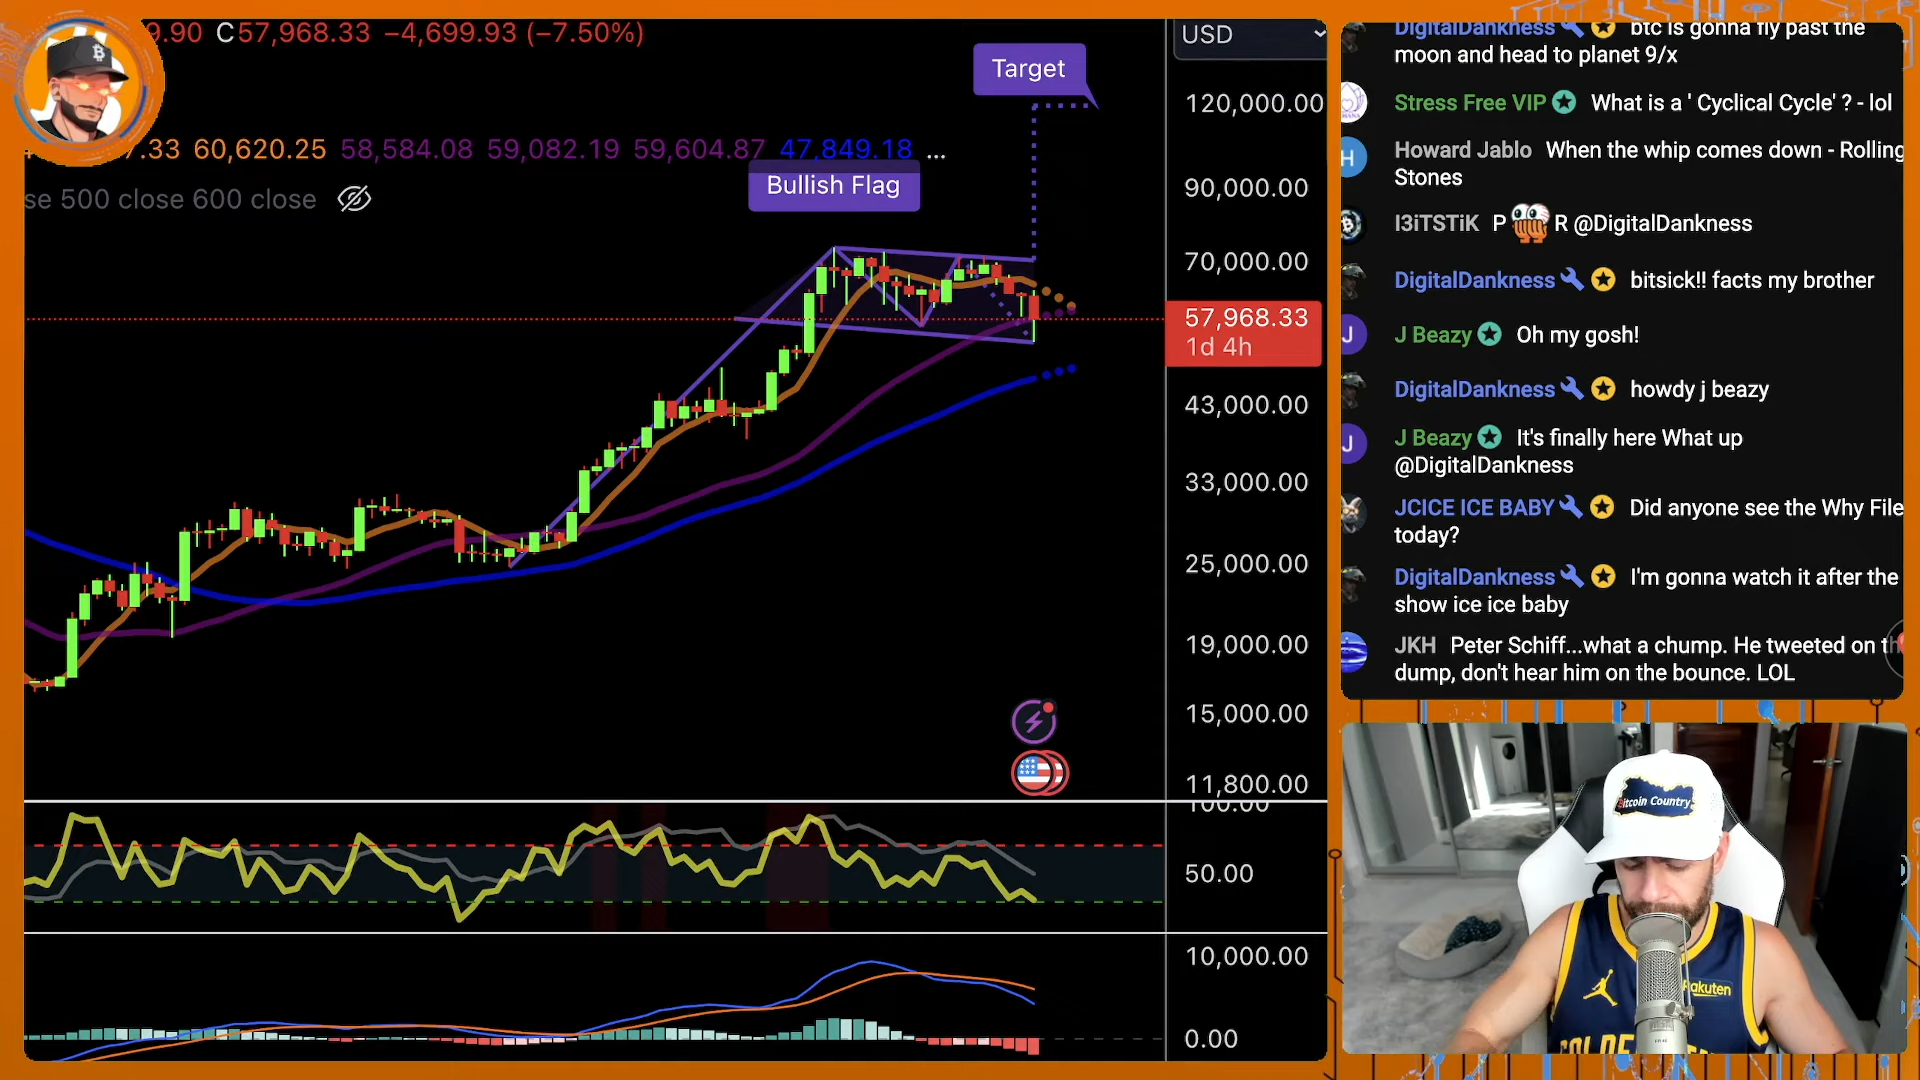 9.90 C57,968.33 −4,699.93 (−7.50%)
7.33 60,620.25 58,584.08 59,082.19 59,604.87 47,849.18 ...
se 500 close 600 close
Bullish Flag
Target
USD
120,000.00
90,000.00
70,000.00
57,968.33
1d 4h
43,000.00
33,000.00
25,000.00
19,000.00
15,000.00
11,800.00
100.00
50.00
10,000.00
0.00
DigitalDankness btc is gonna fly past the
moon and head to planet 9/x
Stress Free VIP What is a ' Cyclical Cycle' ? - lol
H
Howard Jablo When the whip comes down - Rolling
Stones
I3iTSTiK P R @DigitalDankness
DigitalDankness bitsick!! facts my brother
J
J Beazy Oh my gosh!
DigitalDankness howdy j beazy
J
J Beazy It's finally here What up
@DigitalDankness
JCICE ICE BABY Did anyone see the Why File
today?
DigitalDankness I'm gonna watch it after the
show ice ice baby
JKH Peter Schiff...what a chump. He tweeted on th
dump, don't hear him on the bounce. LOL
Bitcoin Country
Rakuten